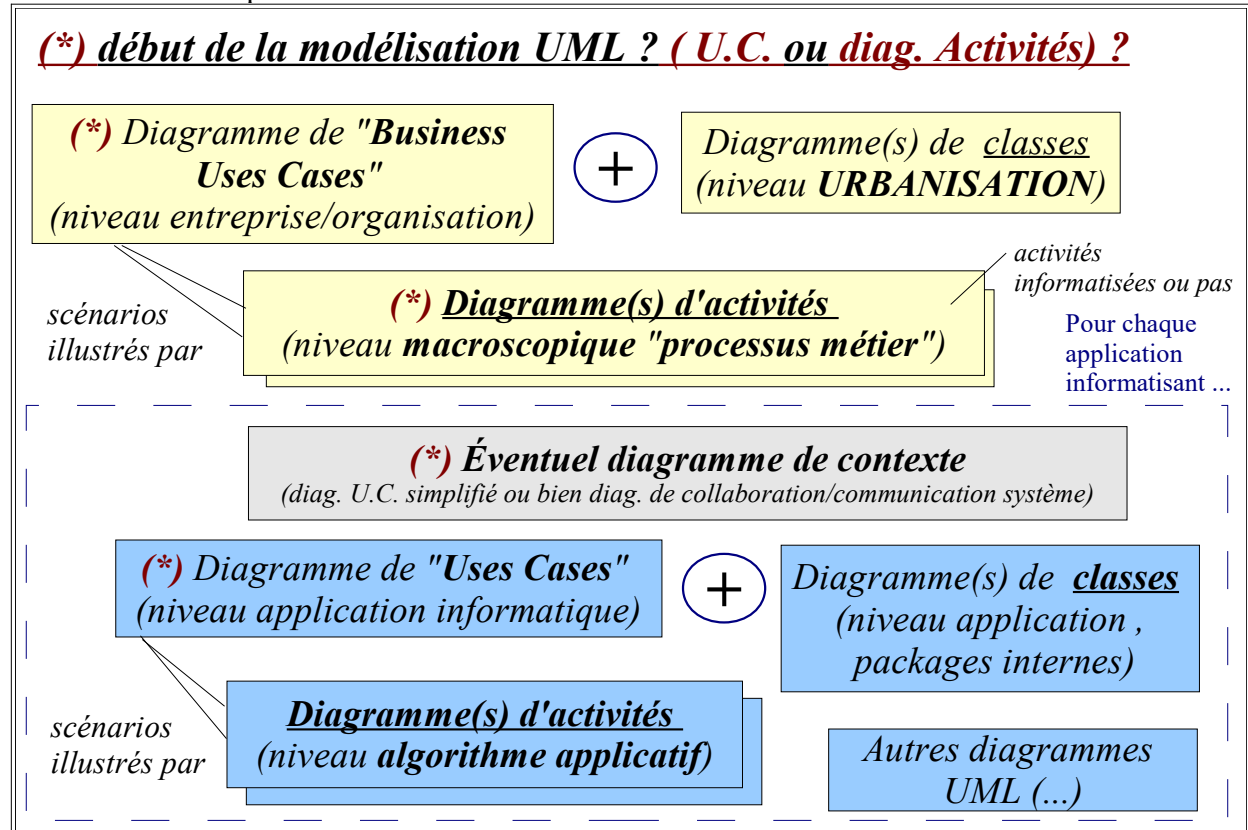 (*) début de la modélisation UML ? ( U.C. ou diag. Activités) ?
(*) Diagramme de "Business
Uses Cases"
(niveau entreprise/organisation)
+
Diagramme(s) de classes
(niveau URBANISATION)
activités
informatisées ou pas
scénarios
illustrés par
(*) Diagramme(s) d'activités
(niveau macroscopique "processus métier")
Pour chaque
application
informatisant ...
(*) Éventuel diagramme de contexte
(diag. U.C. simplifié ou bien diag. de collaboration/communication système)
(*) Diagramme de "Uses Cases"
(niveau application informatique)
+
Diagramme(s) de classes
(niveau application ,
packages internes)
scénarios
illustrés par
Diagramme(s) d'activités
(niveau algorithme applicatif)
Autres diagrammes
UML (...)